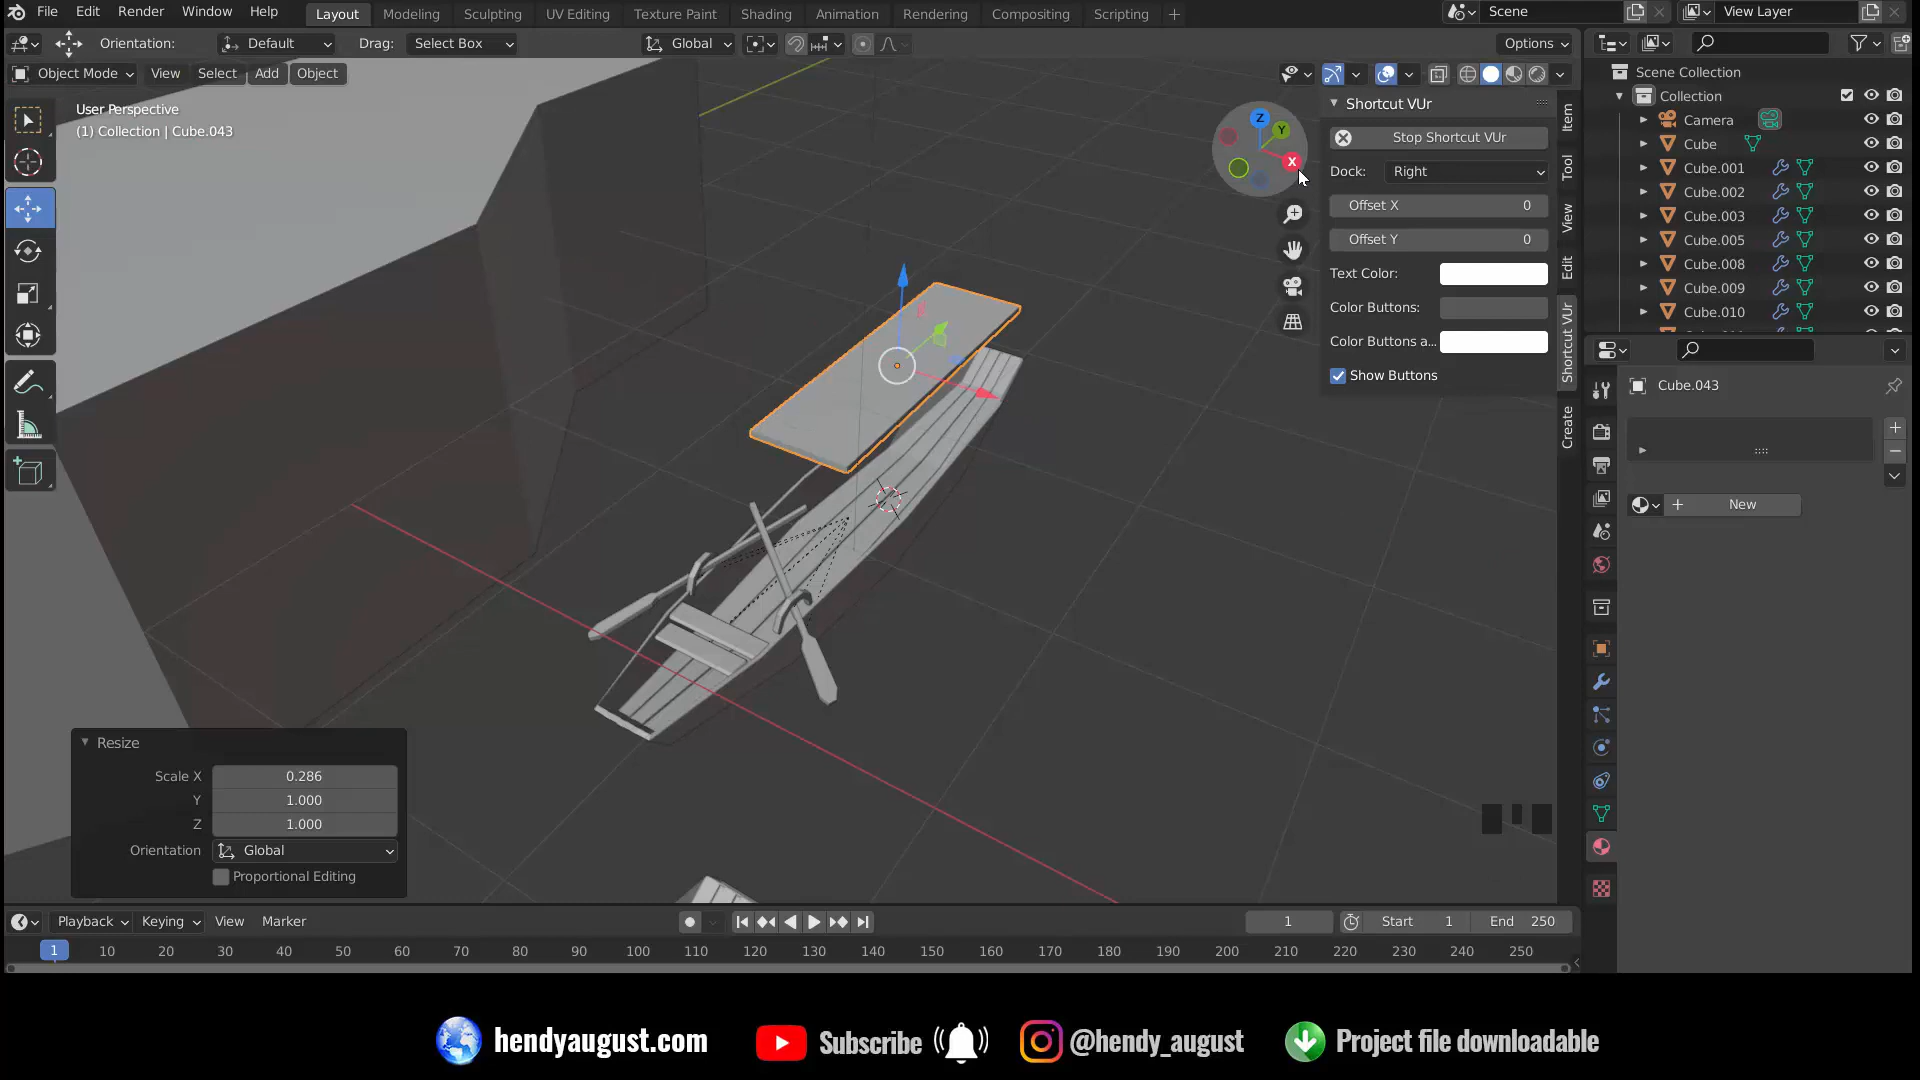 File Edit Render Window Help Layout Modeling Sculpting UV Editing Texture Paint Shading Animation Rendering Compositing Scripting + Scene View Layer
Orientation: Default Drag: Select Box Global Options
Object Mode View Select Add Object
User Perspective
(1) Collection | Cube.043
Z
Y
X
Shortcut VUr
Stop Shortcut VUr
Dock: Right
Offset X 0
Offset Y 0
Text Color:
Color Buttons:
Color Buttons a...
Show Buttons
Item
Tool
View
Edit
Shortcut VUr
Create
Scene Collection
Collection
Camera
Cube
Cube.001
Cube.002
Cube.003
Cube.005
Cube.008
Cube.009
Cube.010
Cube.043
New
Resize
Scale X 0.286
Y 1.000
Z 1.000
Orientation Global
Proportional Editing
Playback Keying View Marker 1 Start 1 End 250
1 10 20 30 40 50 60 70 80 90 100 110 120 130 140 150 160 170 180 190 200 210 220 230 240 250
hendyaugust.com Subscribe @hendy_august Project file downloadable